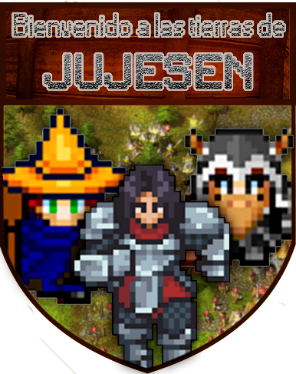 Bienvenido a las tierras de
JUJESEN